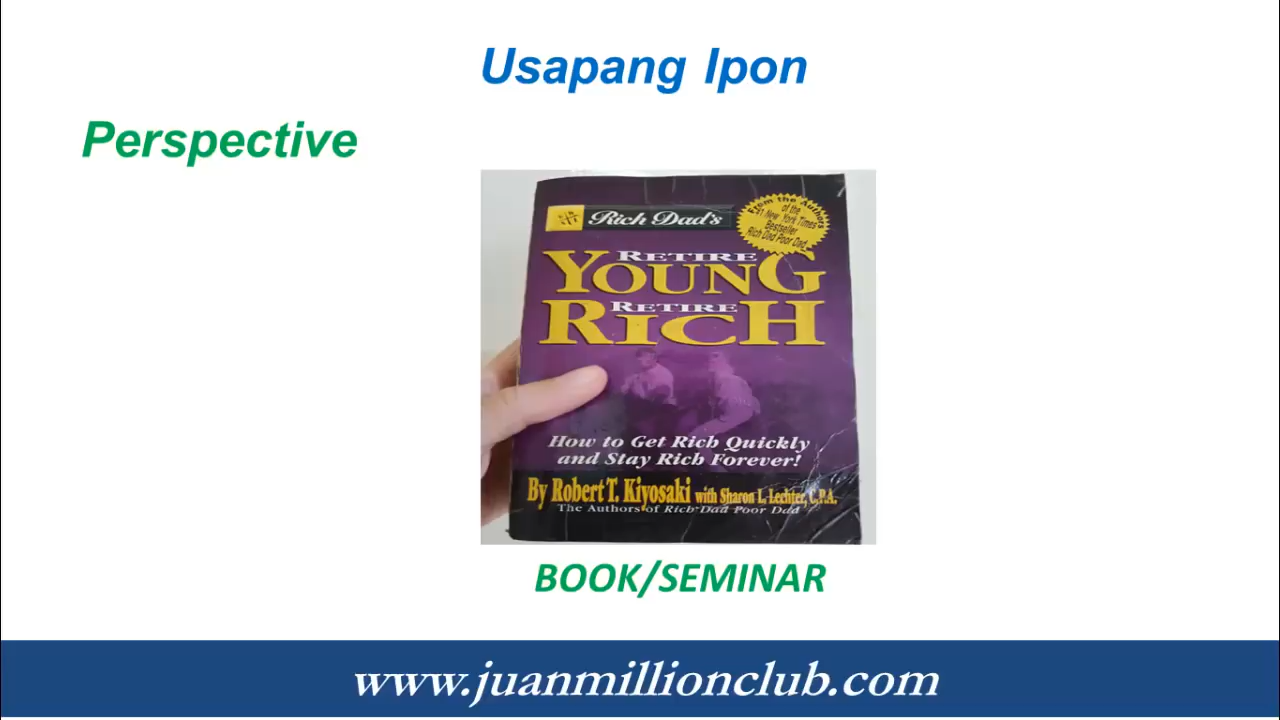 Usapang Ipon
Perspective
Rich Dad's
From the Authors
of the
#1 New York Times
Bestseller
Rich Dad Poor Dad
RETIRE
YOUNG
RETIRE
RICH
How to Get Rich Quickly
and Stay Rich Forever!
By Robert T. Kiyosaki with Sharon L. Lechter, C.P.A.
The Authors of Rich Dad Poor Dad
BOOK/SEMINAR
www.juanmillionclub.com